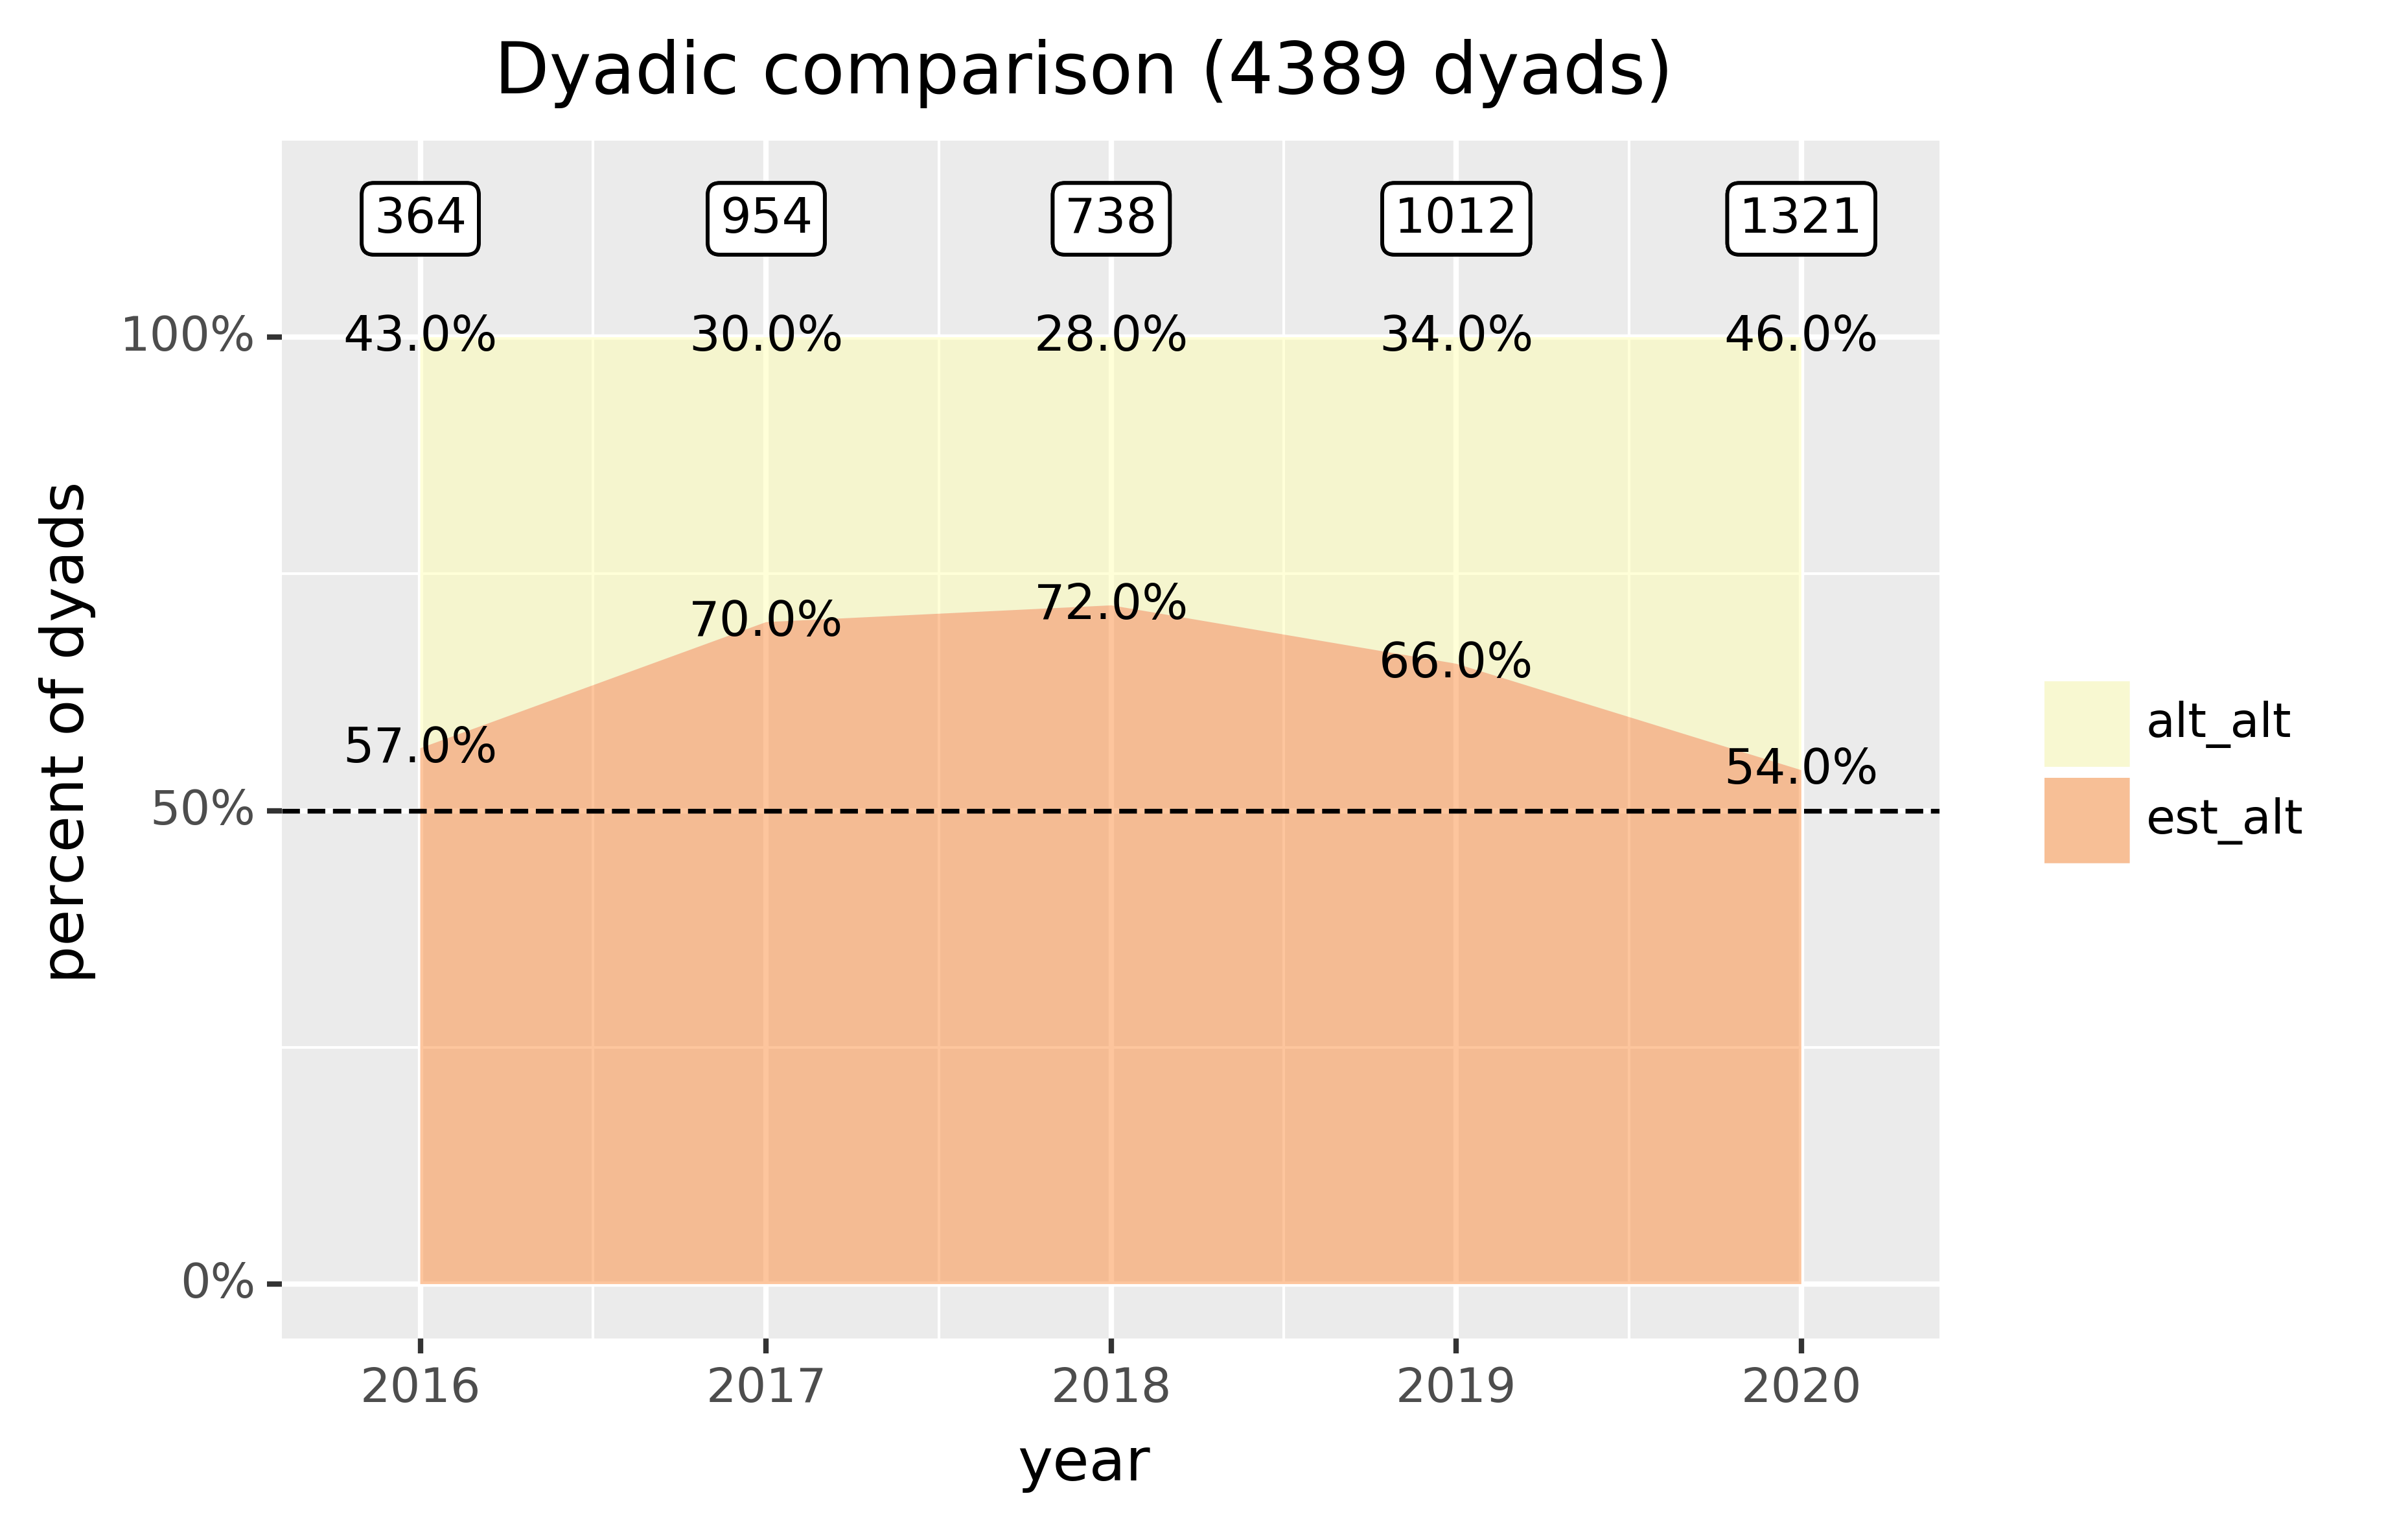 Dyadic comparison (4389 dyads)
364 954 738 1012 1321
100% 43.0% 30.0% 28.0% 34.0% 46.0%
72.0%
70.0%
66.0%
57.0%
54.0%
50%
0%
2016 2017 2018 2019 2020
year
percent of dyads
alt_alt
est_alt